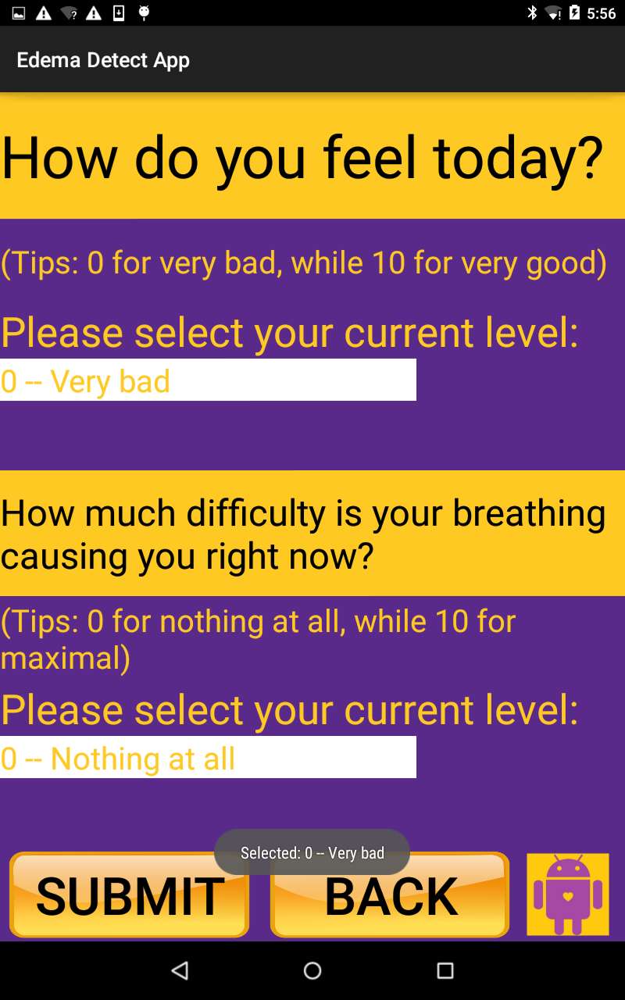 5:56
Edema Detect App
How do you feel today?
(Tips: 0 for very bad, while 10 for very good)
Please select your current level:
0 -- Very bad
How much difficulty is your breathing
causing you right now?
(Tips: 0 for nothing at all, while 10 for
maximal)
Please select your current level:
0 -- Nothing at all
Selected: 0 -- Very bad
SUBMIT
BACK